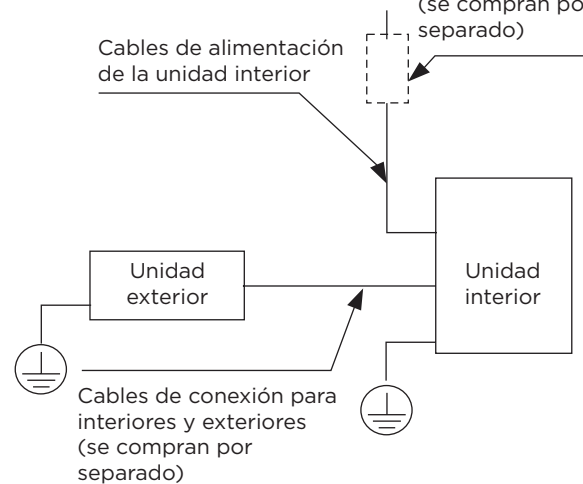 (se compran por
separado)
Cables de alimentación
de la unidad interior
Unidad
exterior
Unidad
interior
Cables de conexión para
interiores y exteriores
(se compran por
separado)